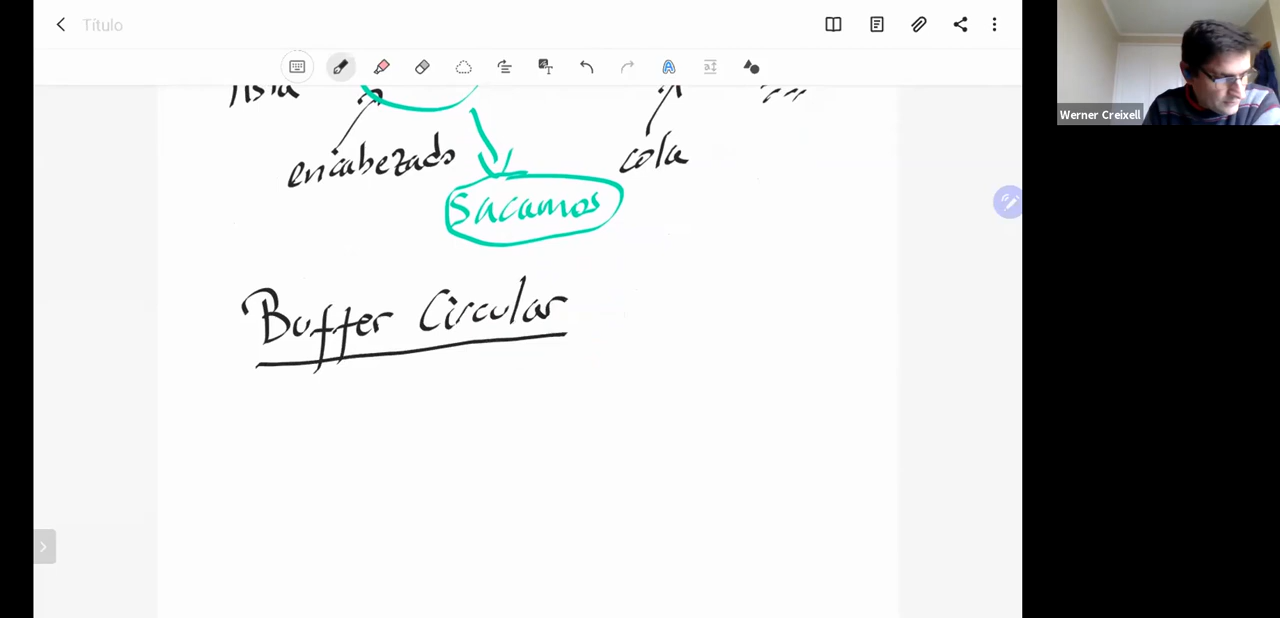 Título
lista
encabezado
cola
Sacamos
Buffer Circular
Werner Creixell